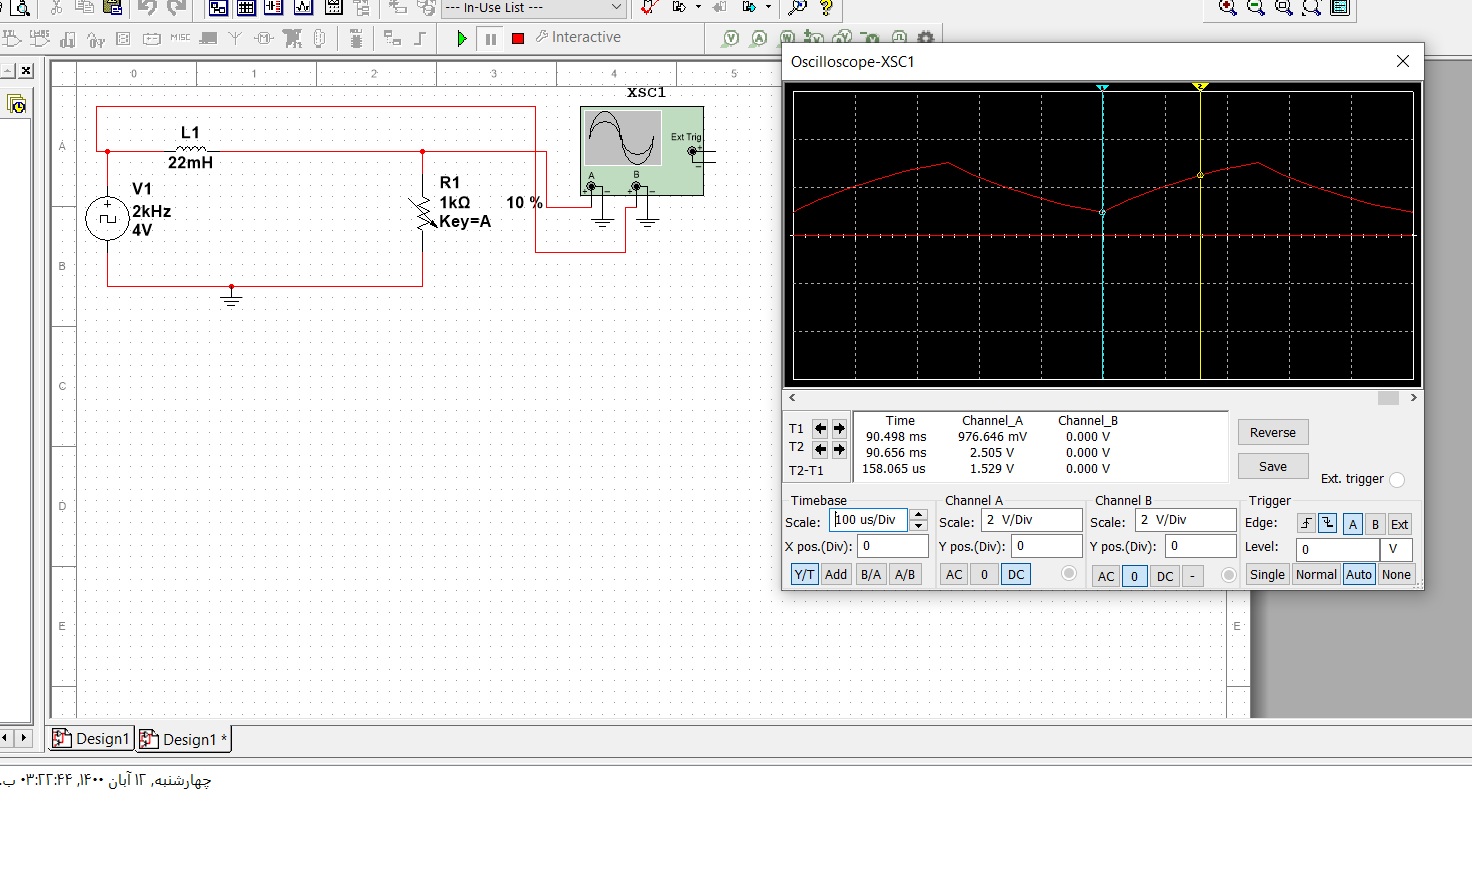 --- In-Use List ---
MISC
Interactive
Oscilloscope-XSC1
0 1 2 3 4 5
XSC1
A
L1
22mH
Ext Trig
A B
V1
2kHz
4V
R1
1kΩ
Key=A
10 %
B
C
D
E
E
Time Channel_A Channel_B
T1 90.498 ms 976.646 mV 0.000 V
T2 90.656 ms 2.505 V 0.000 V
T2-T1 158.065 us 1.529 V 0.000 V
Reverse
Save
Ext. trigger
Timebase
Scale: 100 us/Div
X pos.(Div): 0
Y/T Add B/A A/B
Channel A
Scale: 2 V/Div
Y pos.(Div): 0
AC 0 DC
Channel B
Scale: 2 V/Div
Y pos.(Div): 0
AC 0 DC -
Trigger
Edge: A B Ext
Level: 0 V
Single Normal Auto None
Design1 Design1 *
چهارشنبه, ۱۲ آبان ۱۴۰۰, ۰۳:۲۲:۴۴ ب.